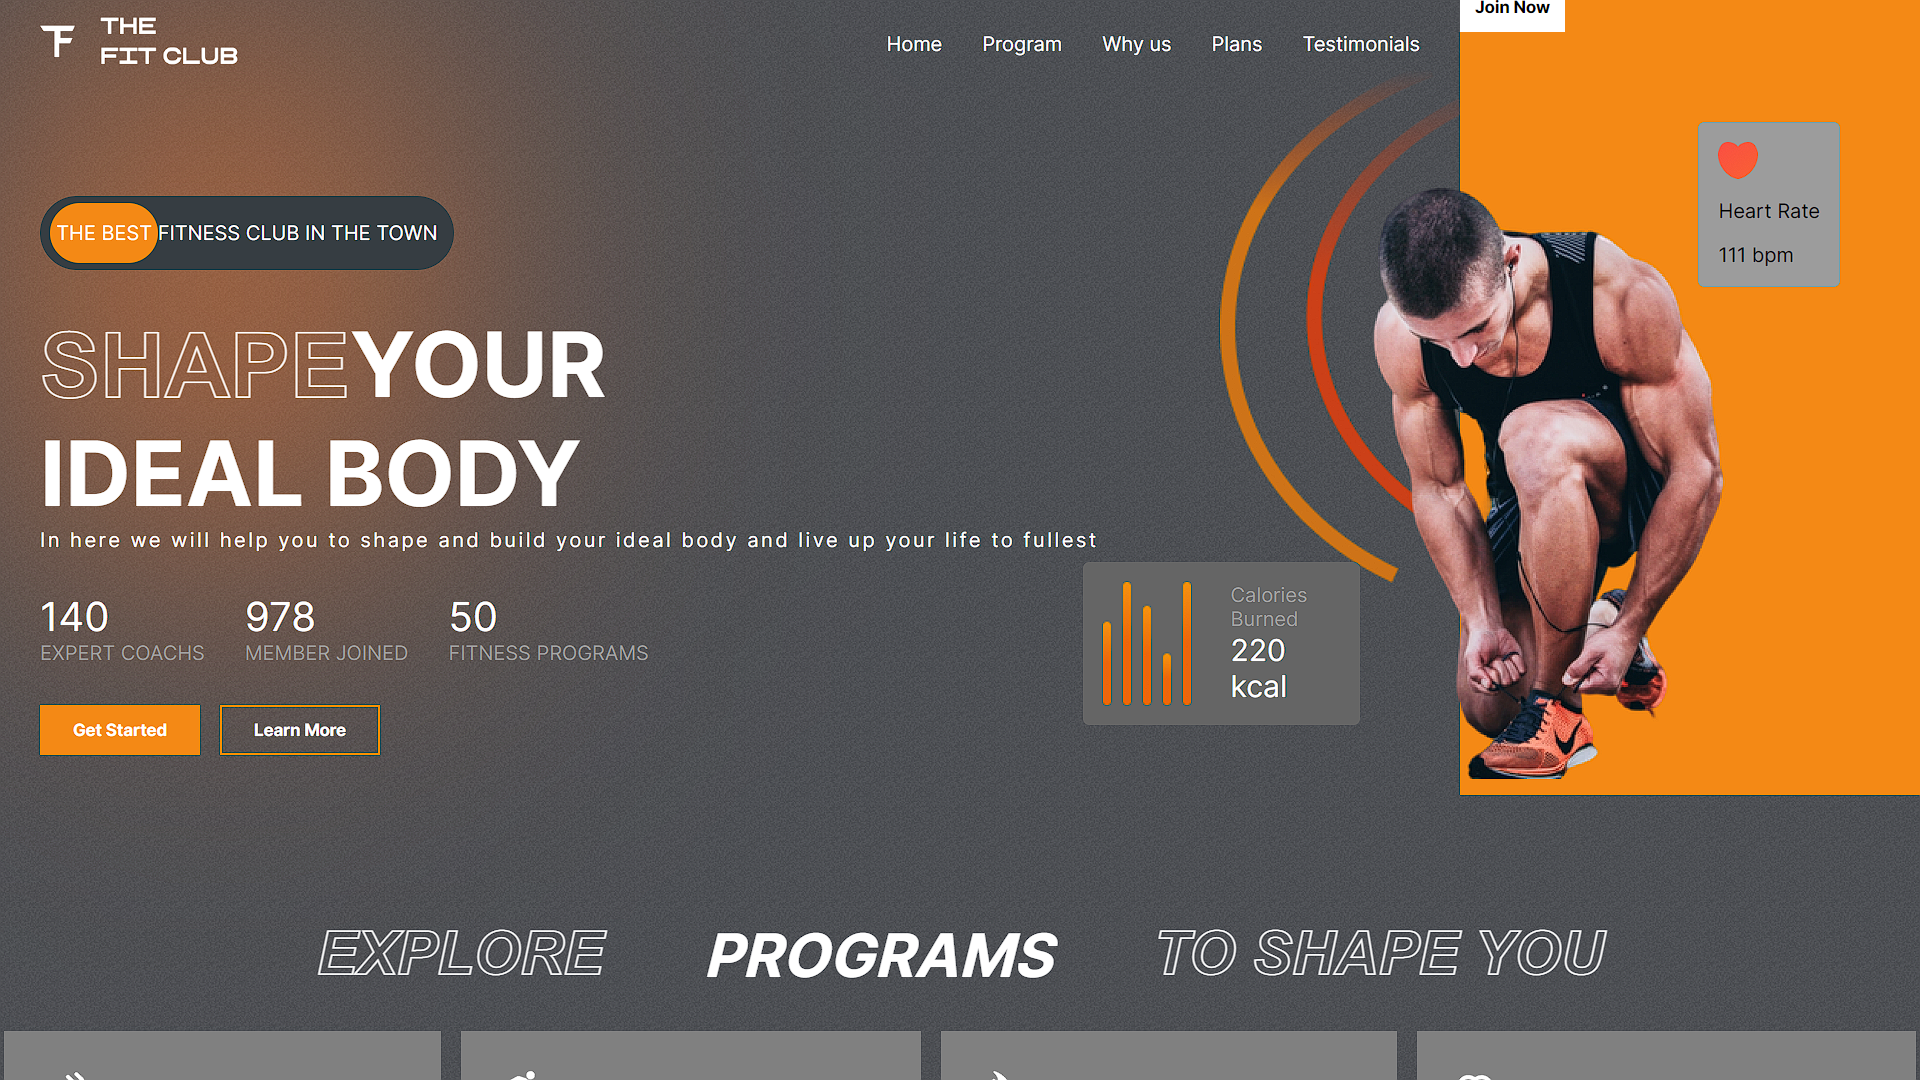 THE
FIT CLUB
Home
Program
Why us
Plans
Testimonials
Join Now
THE BEST FITNESS CLUB IN THE TOWN
SHAPE YOUR
IDEAL BODY
In here we will help you to shape and build your ideal body and live up your life to fullest
140
EXPERT COACHS
978
MEMBER JOINED
50
FITNESS PROGRAMS
Get Started
Learn More
Heart Rate
111 bpm
Calories
Burned
220
kcal
EXPLORE PROGRAMS TO SHAPE YOU